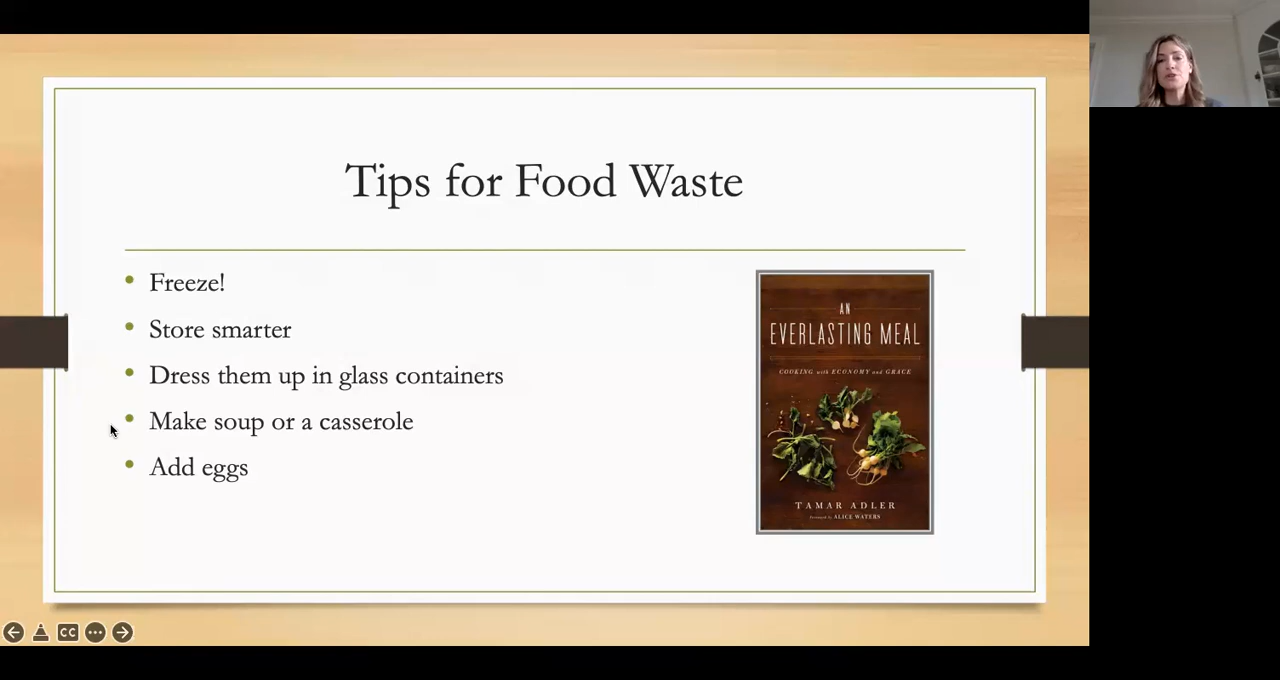 Tips for Food Waste
Freeze!
Store smarter
Dress them up in glass containers
Make soup or a casserole
Add eggs
AN
EVERLASTING MEAL
COOKING with ECONOMY and GRACE
TAMAR ADLER
Foreword by ALICE WATERS
CC